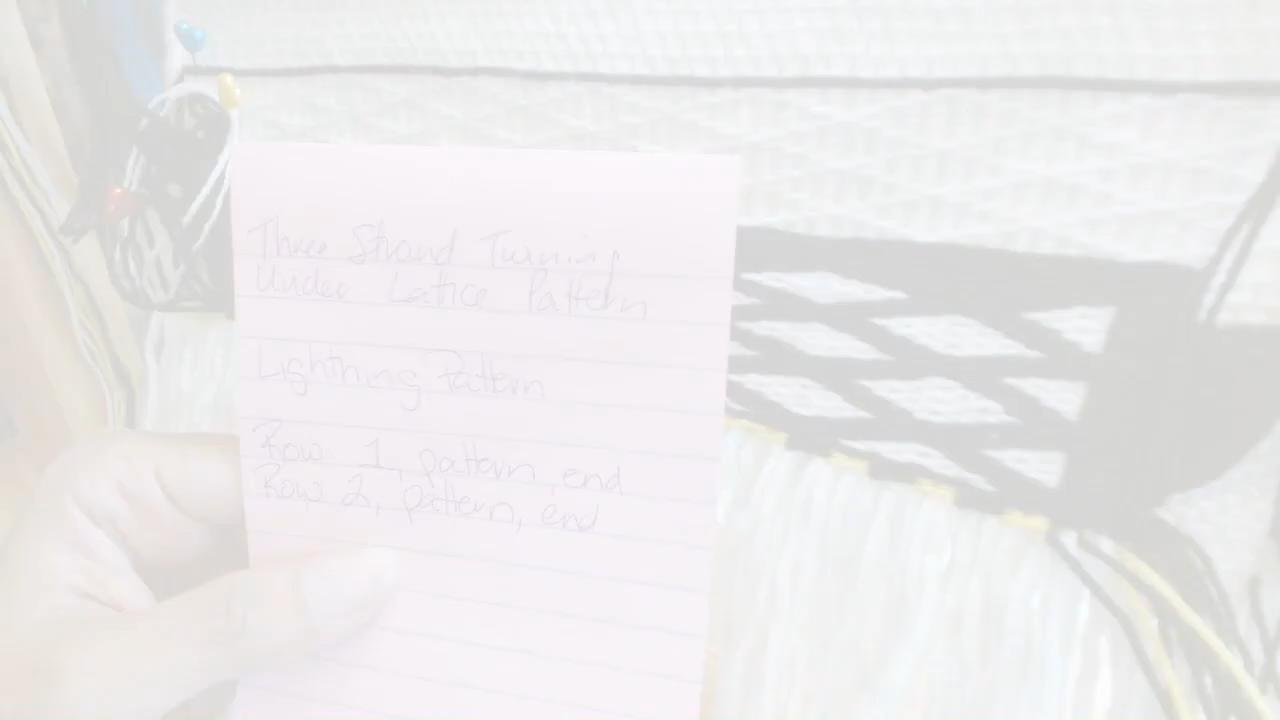 Three Strand Twining
Under Latice Pattern
Lightning Pattern
Row 1, pattern, end
Row 2, pattern, end